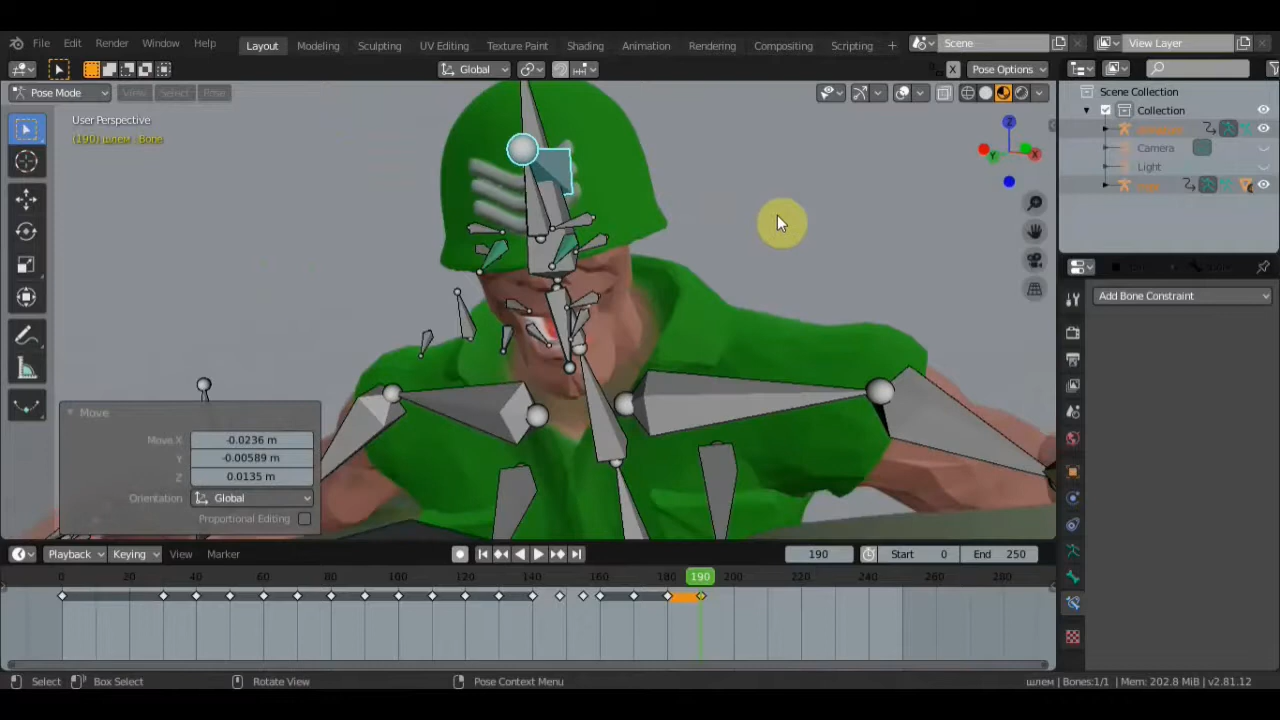 File Edit Render Window Help Layout Modeling Sculpting UV Editing Texture Paint Shading Animation Rendering Compositing Scripting + Scene View Layer
Global X Pose Options
Pose Mode View Select Pose
User Perspective
(190) шлем : Bone
Z
Y X
Scene Collection
Collection
Camera
Light
Add Bone Constraint
Move
Move X -0.0236 m
Y -0.00589 m
Z 0.0135 m
Orientation Global
Proportional Editing
Playback Keying View Marker 190 Start 0 End 250
0 20 40 60 80 100 120 140 160 180 190 200 220 240 260 280
Select Box Select Rotate View Pose Context Menu шлем | Bones:1/1 | Mem: 202.8 MiB | v2.81.12